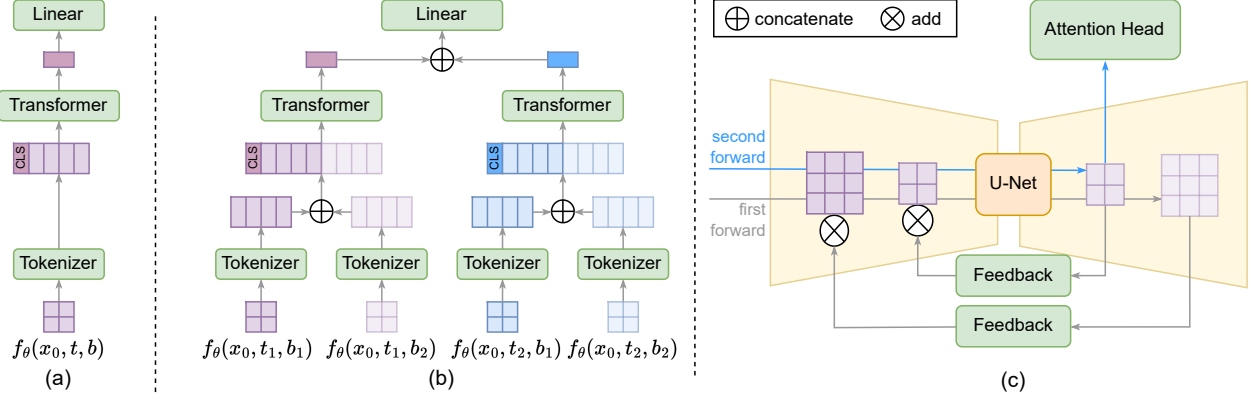 Linear
Transformer
CLS
Tokenizer
f_θ(x_0, t, b)
(a)
Linear
Transformer
Transformer
CLS
CLS
Tokenizer
Tokenizer
Tokenizer
Tokenizer
f_θ(x_0, t_1, b_1)
f_θ(x_0, t_1, b_2)
f_θ(x_0, t_2, b_1)
f_θ(x_0, t_2, b_2)
(b)
concatenate
add
Attention Head
second
forward
U-Net
first
forward
Feedback
Feedback
(c)